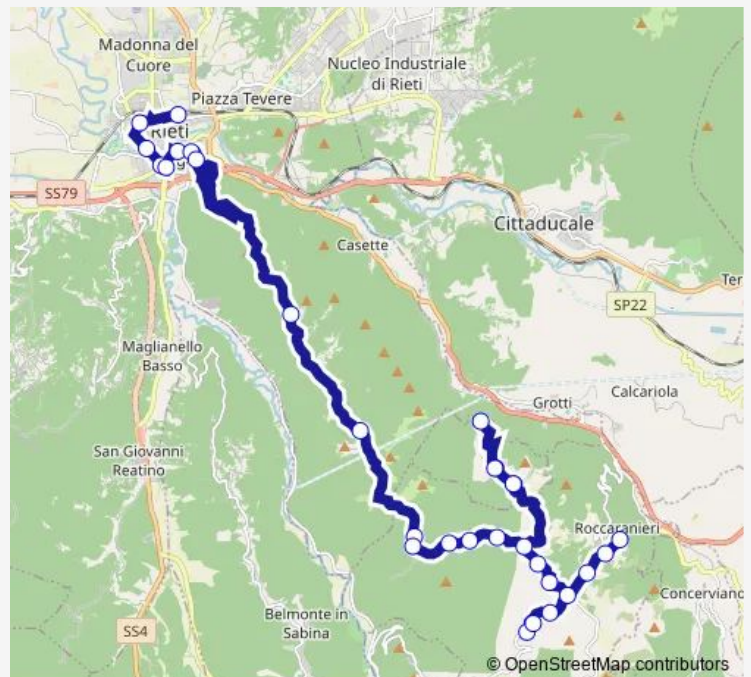 Madonna del
Cuore
Nucleo Industriale
di Rieti
Piazza Tevere
Rieti
SS79
Cittaducale
Casette
Ter
SP22
Maglianello
Basso
Calcariola
Grotti
San Giovanni
Reatino
Roccaranieri
Concerviano
Belmonte in
Sabina
SS4
© OpenStreetMap contributors